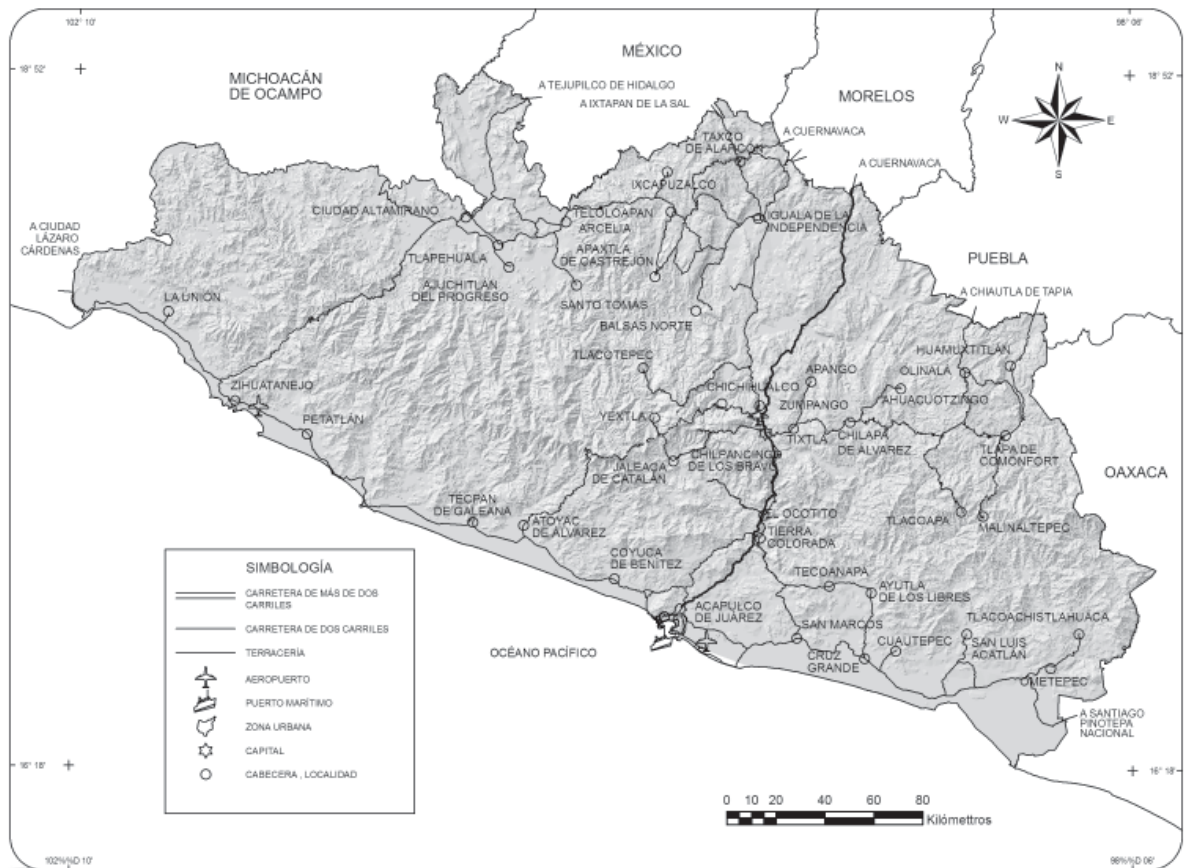 102° 10'
98° 06'
18° 52'
18° 52'
MÉXICO
MICHOACÁN
DE OCAMPO
A TEJUPILCO DE HIDALGO
A IXTAPAN DE LA SAL
MORELOS
N
W
E
S
TAXCO
DE ALARCÓN
A CUERNAVACA
A CUERNAVACA
IXCAPUZALCO
CIUDAD ALTAMIRANO
TELOLOAPAN
ARCELIA
IGUALA DE LA
INDEPENDENCIA
A CIUDAD
LÁZARO
CÁRDENAS
TLAPEHUALA
APAXTLA
DE CASTREJÓN
PUEBLA
AJUCHITLAN
DEL PROGRESO
SANTO TOMAS
A CHIAUTLA DE TAPIA
LA UNIÓN
BALSAS NORTE
HUAMUXTITLÁN
TLACOTEPEC
APANGO
OLINALÁ
ZIHUATANEJO
CHICHIHUALCO
AHUACUOTZINGO
ZUMPANGO
PETATLÁN
YEXTLA
TIXTLA
CHILAPA
DE ALVAREZ
TLAPA DE
COMONFORT
CHILPANCINGO
DE LOS BRAVO
JALEACA
DE CATALÁN
OAXACA
TECPAN
DE GALEANA
ATOYAC
DE ALVAREZ
EL OCOTITO
TIERRA
COLORADA
TLACOAPA
MALINALTEPEC
COYUCA
DE BENÍTEZ
TECOANAPA
AYUTLA
DE LOS LIBRES
ACAPULCO
DE JUÁREZ
SAN MARCOS
TLACOACHISTLAHUACA
CUAUTEPEC
SAN LUIS
ACATLÁN
CRUZ
GRANDE
OMETEPEC
OCÉANO PACÍFICO
A SANTIAGO
PINOTEPA
NACIONAL
SIMBOLOGÍA
CARRETERA DE MÁS DE DOS
CARRILES
CARRETERA DE DOS CARRILES
TERRACERÍA
AEROPUERTO
PUERTO MARÍTIMO
ZONA URBANA
CAPITAL
CABECERA , LOCALIDAD
16° 18'
16° 18'
0 10 20 40 60 80
Kilómettros
102%%D 10'
98%%D 06'